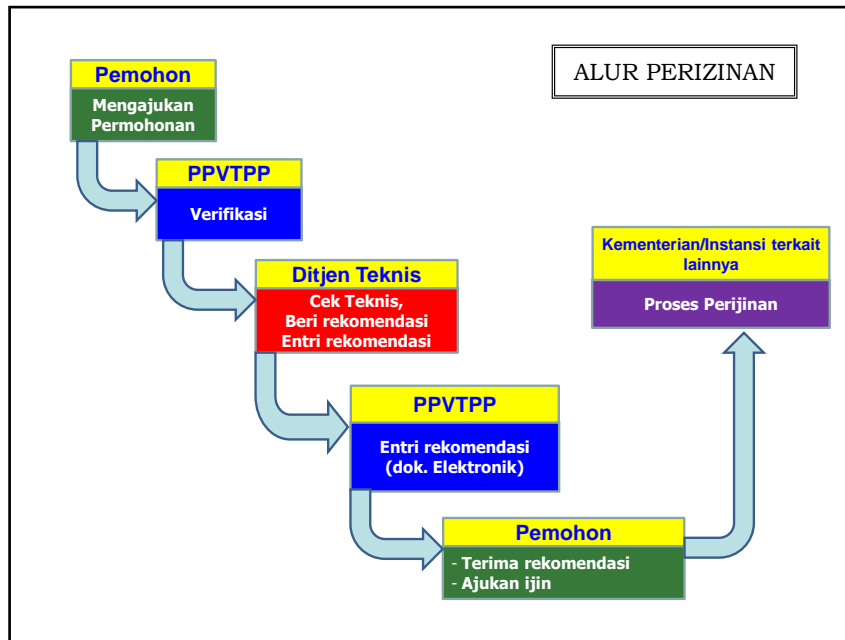 ALUR PERIZINAN
Pemohon
Mengajukan
Permohonan
PPVTPP
Verifikasi
Ditjen Teknis
Cek Teknis,
Beri rekomendasi
Entri rekomendasi
PPVTPP
Entri rekomendasi
(dok. Elektronik)
Pemohon
- Terima rekomendasi
- Ajukan ijin
Kementerian/Instansi terkait
lainnya
Proses Perijinan